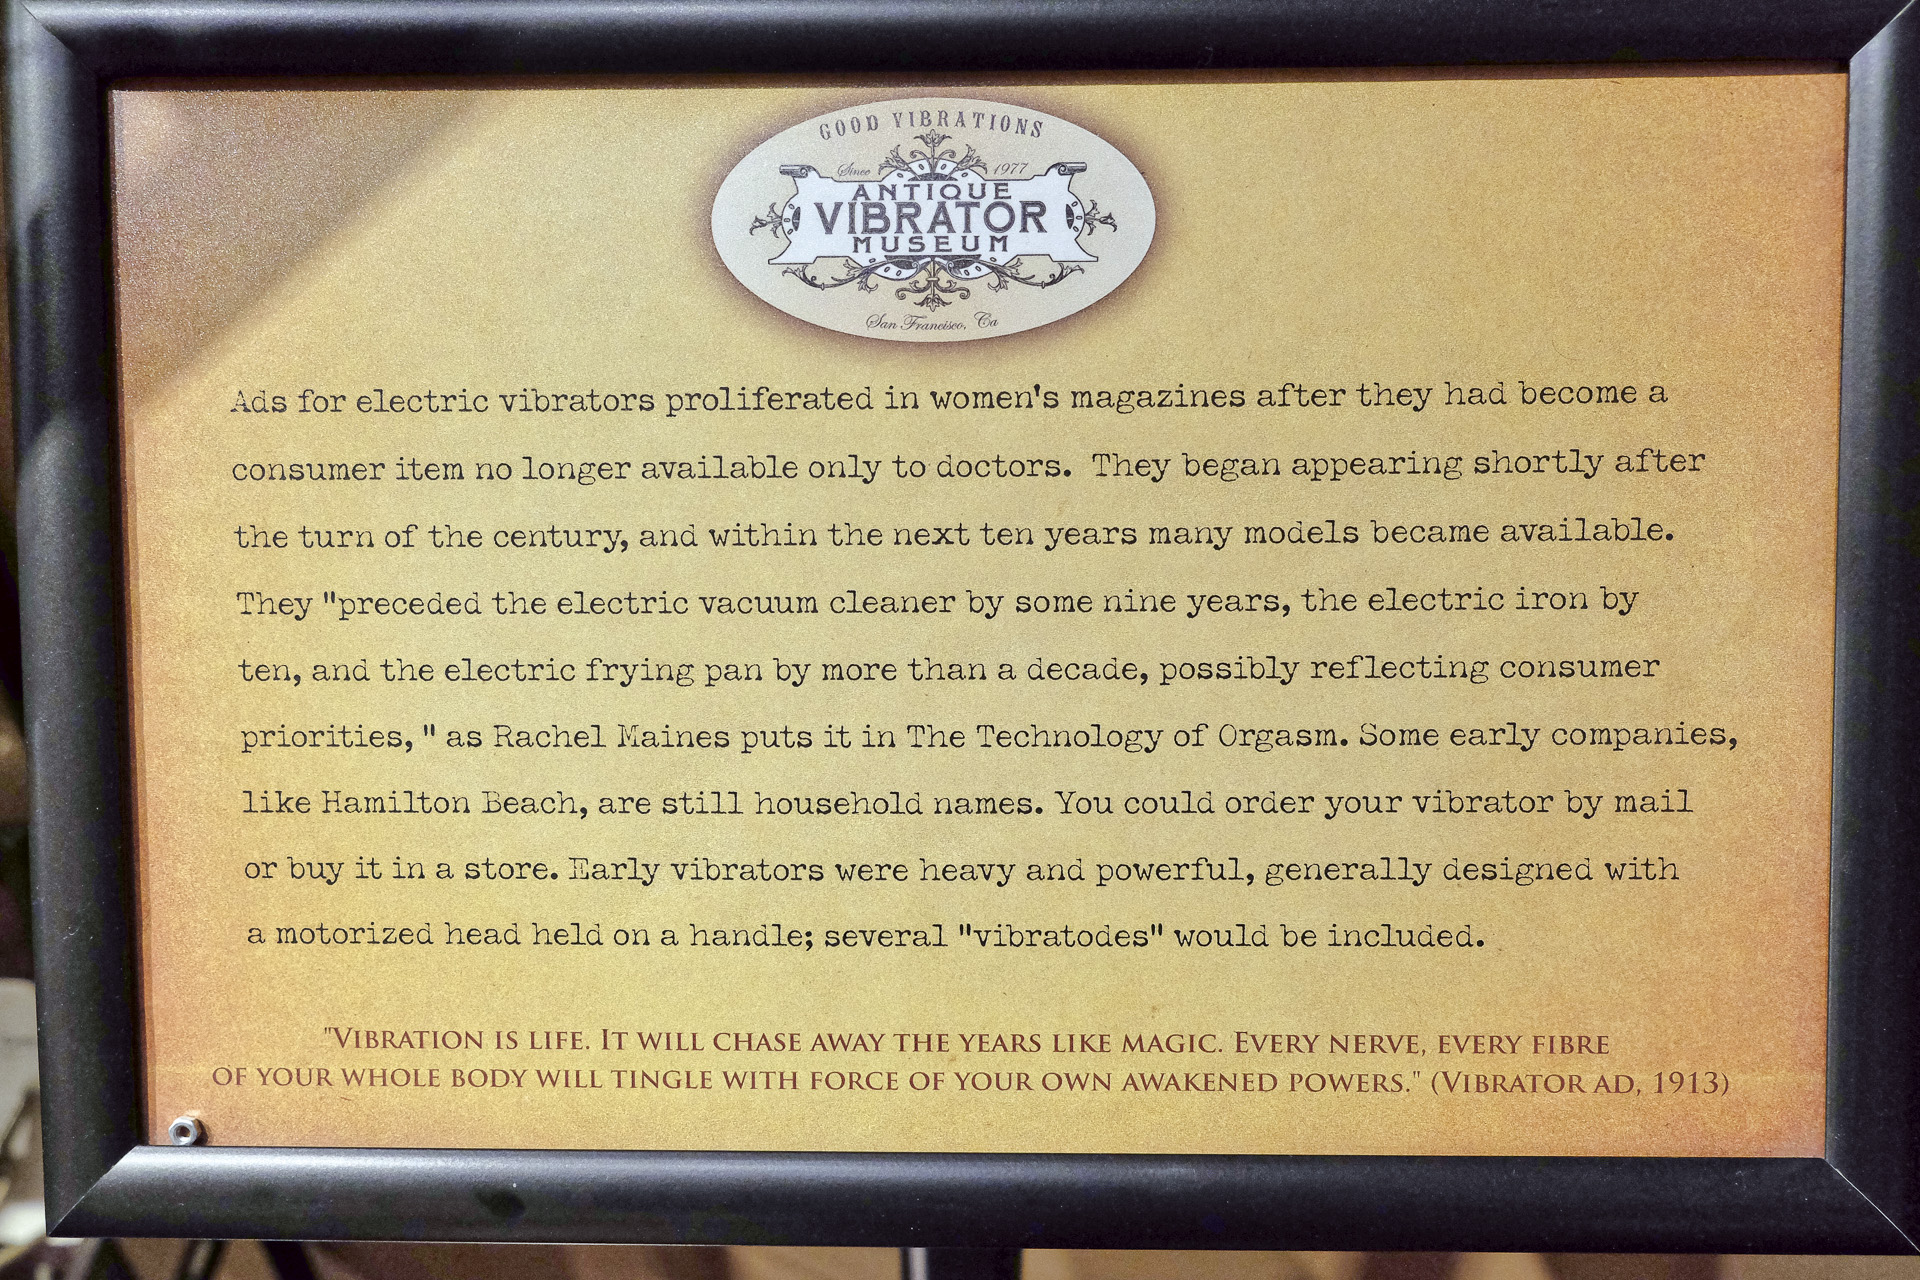 GOOD VIBRATIONS
Since 1977
ANTIQUE
VIBRATOR
MUSEUM
San Francisco, Ca
Ads for electric vibrators proliferated in women's magazines after they had become a
consumer item no longer available only to doctors.  They began appearing shortly after
the turn of the century, and within the next ten years many models became available.
They "preceded the electric vacuum cleaner by some nine years, the electric iron by
ten, and the electric frying pan by more than a decade, possibly reflecting consumer
priorities, " as Rachel Maines puts it in The Technology of Orgasm. Some early companies,
like Hamilton Beach, are still household names. You could order your vibrator by mail
or buy it in a store. Early vibrators were heavy and powerful, generally designed with
a motorized head held on a handle; several "vibratodes" would be included.
"VIBRATION IS LIFE. IT WILL CHASE AWAY THE YEARS LIKE MAGIC. EVERY NERVE, EVERY FIBRE
OF YOUR WHOLE BODY WILL TINGLE WITH FORCE OF YOUR OWN AWAKENED POWERS." (VIBRATOR AD, 1913)